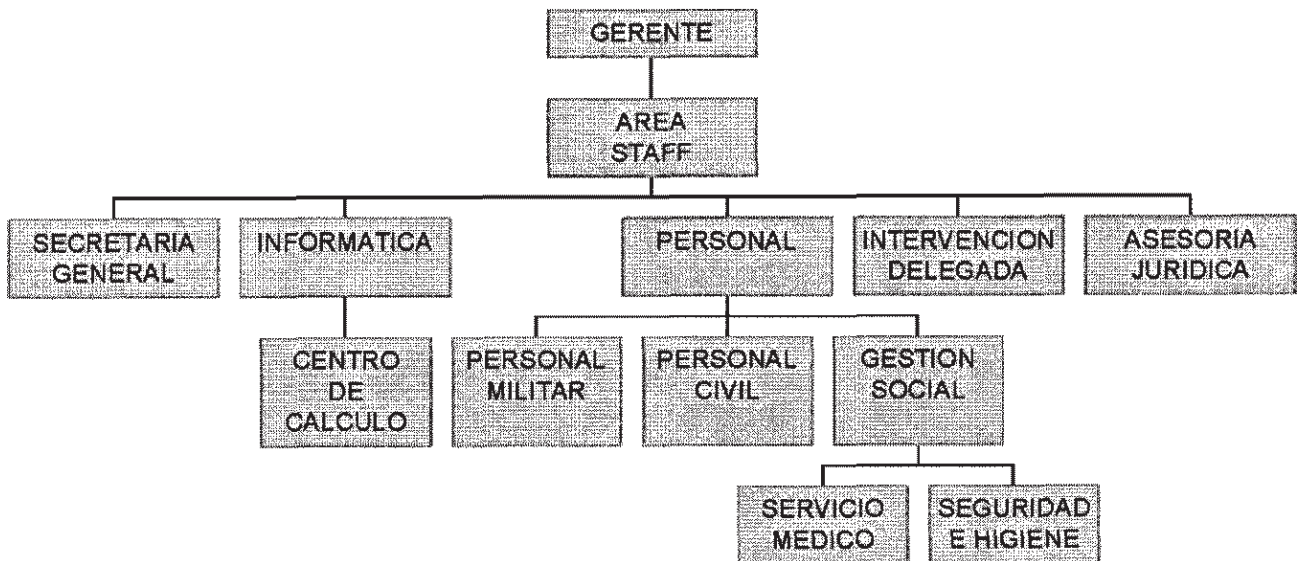 GERENTE
AREA
STAFF
SECRETARIA
GENERAL
INFORMATICA
PERSONAL
INTERVENCION
DELEGADA
ASESORIA
JURIDICA
CENTRO
DE
CALCULO
PERSONAL
MILITAR
PERSONAL
CIVIL
GESTION
SOCIAL
SERVICIO
MEDICO
SEGURIDAD
E HIGIENE